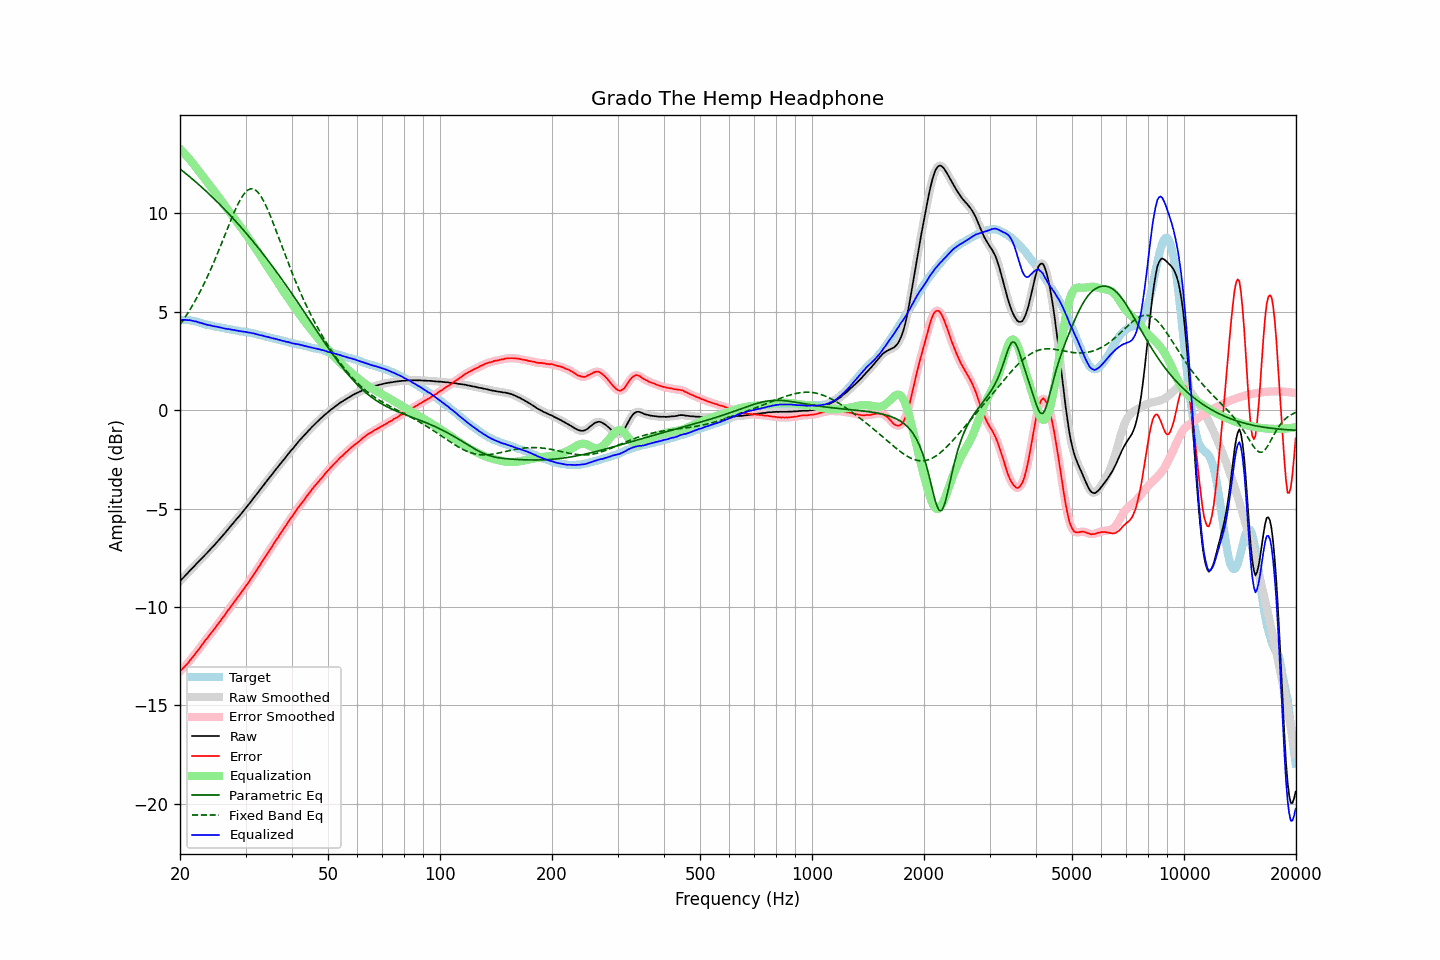 Grado The Hemp Headphone
Amplitude (dBr)
10
5
0
−5
−10
−15
−20
Target
Raw Smoothed
Error Smoothed
Raw
Error
Equalization
Parametric Eq
Fixed Band Eq
Equalized
20 50 100 200 500 1000 2000 5000 10000 20000
Frequency (Hz)